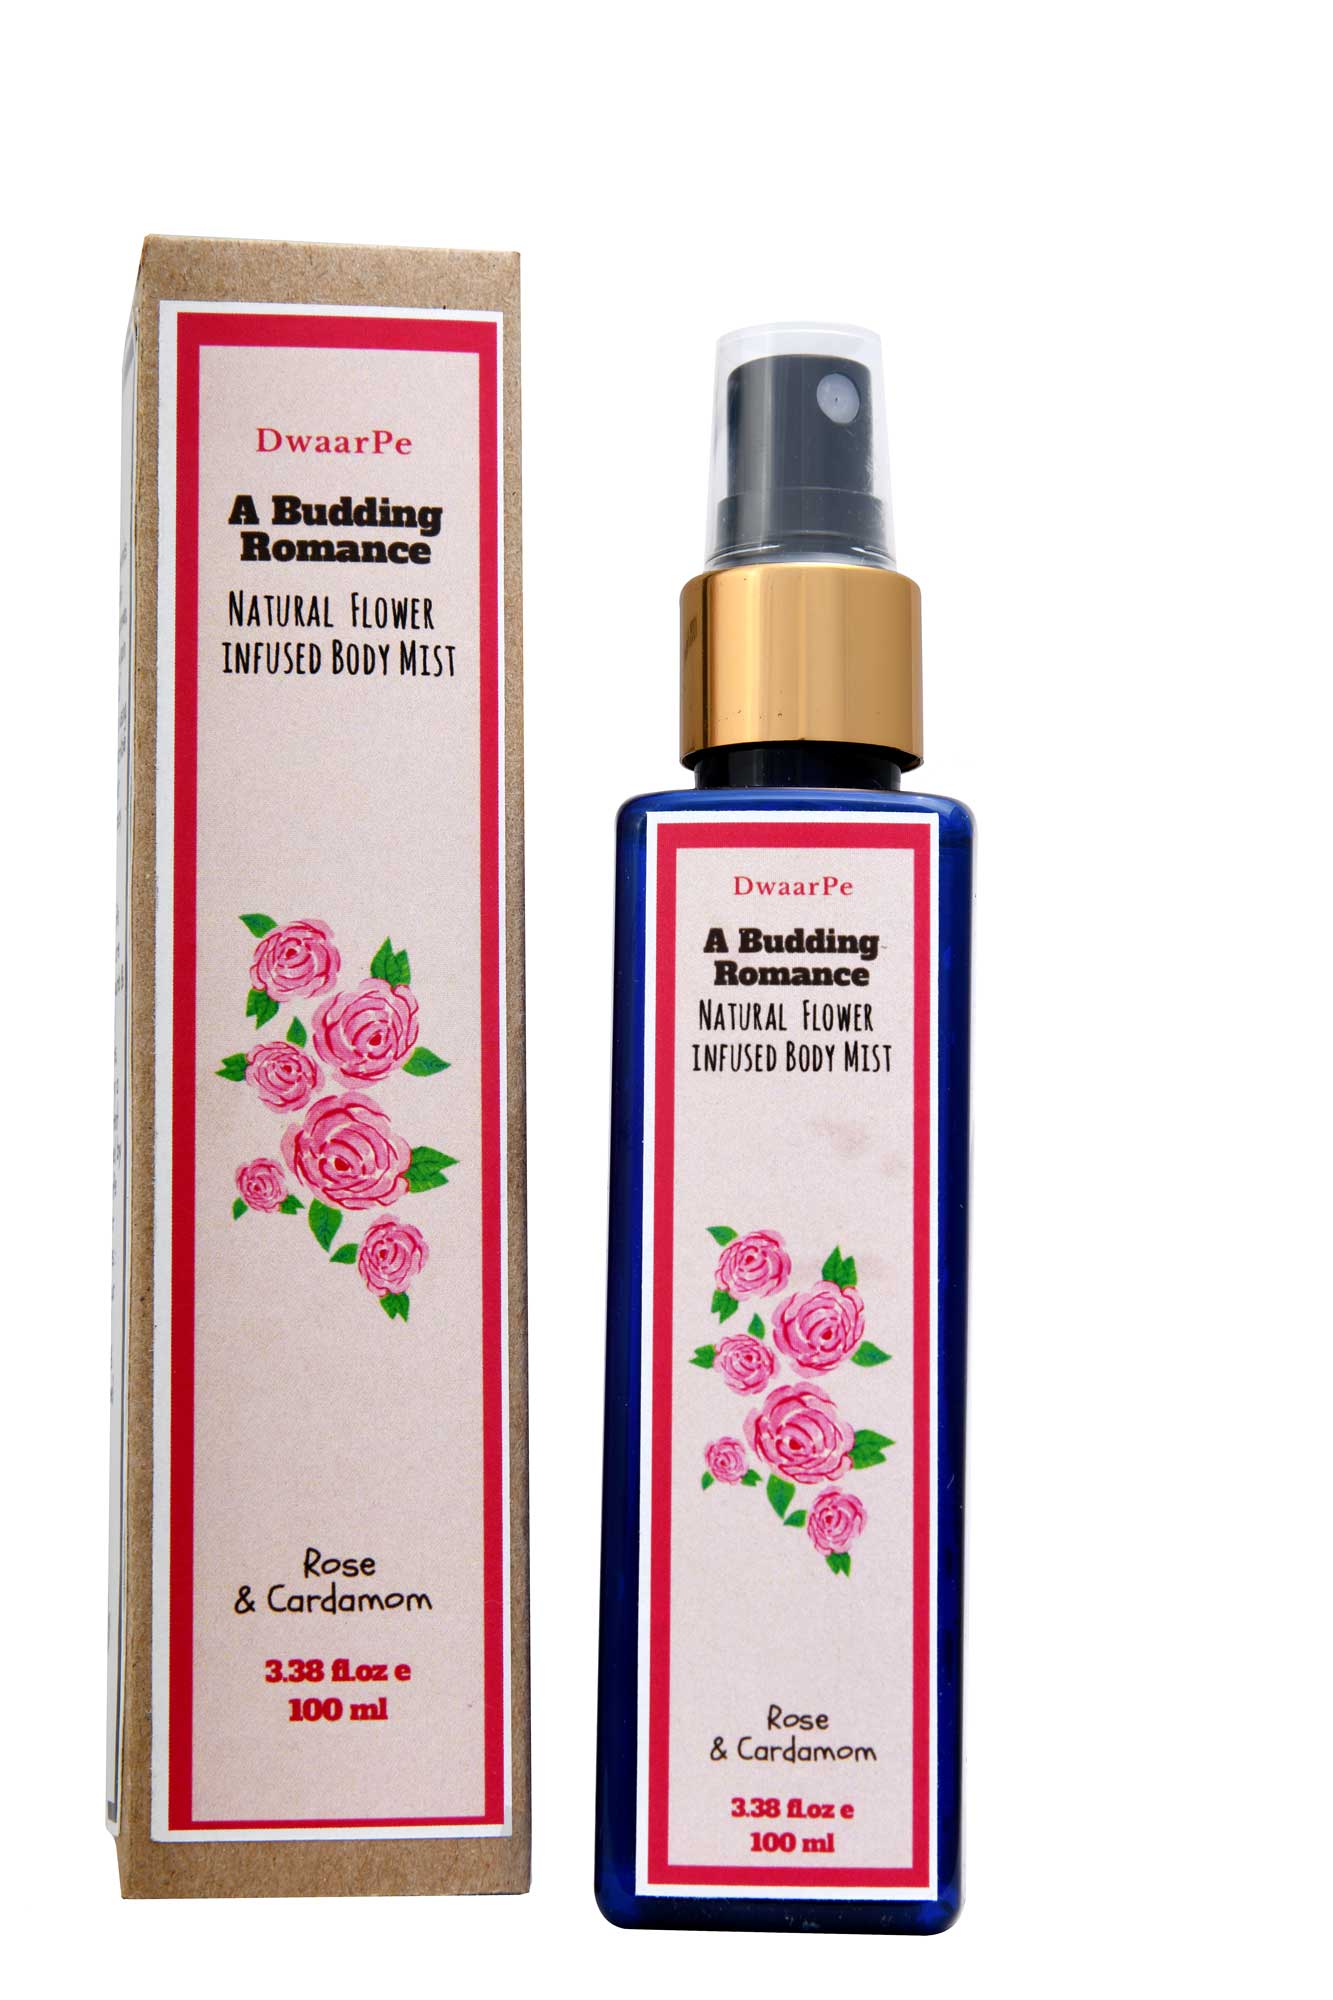 DwaarPe
A Budding
Romance
NATURAL FLOWER
INFUSED BODY MIST
Rose
& Cardamom
3.38 fl.oz e
100 ml
DwaarPe
A Budding
Romance
NATURAL FLOWER
INFUSED BODY MIST
Rose
& Cardamom
3.38 fl.oz e
100 ml